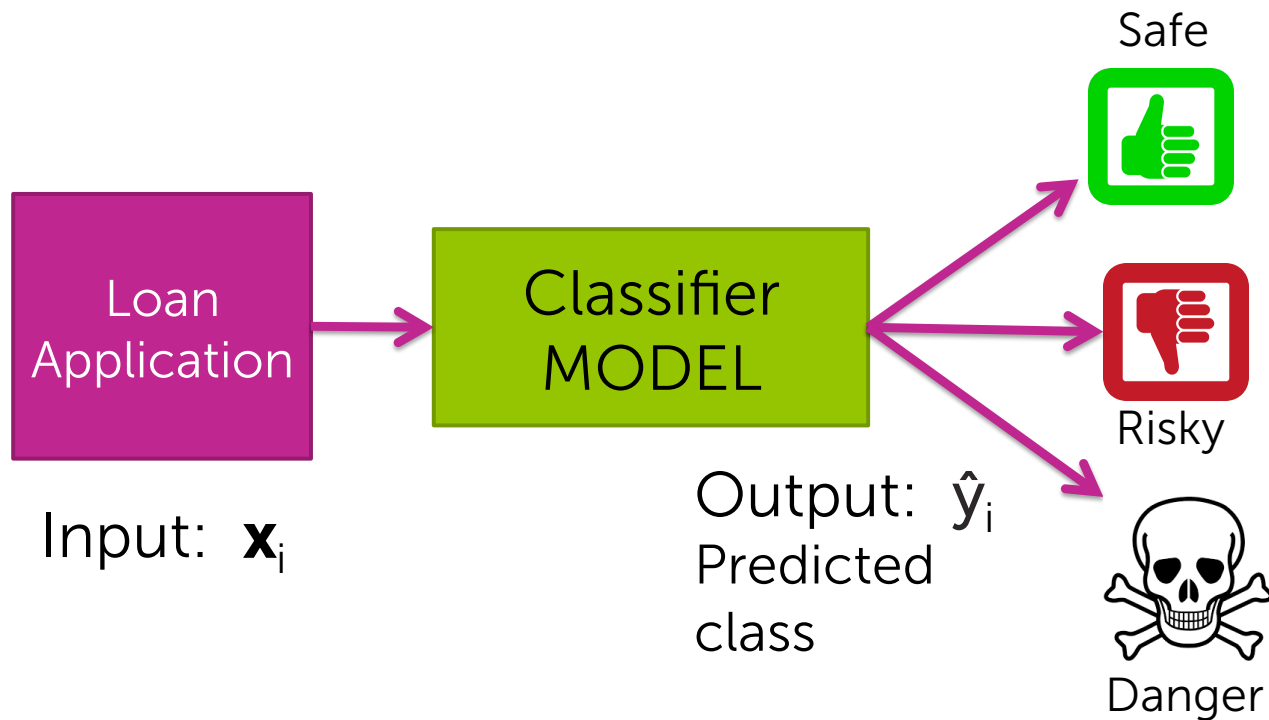 Safe
Loan
Application
Classifier
MODEL
Risky
Input: xᵢ
Output: ŷᵢ
Predicted
class
Danger